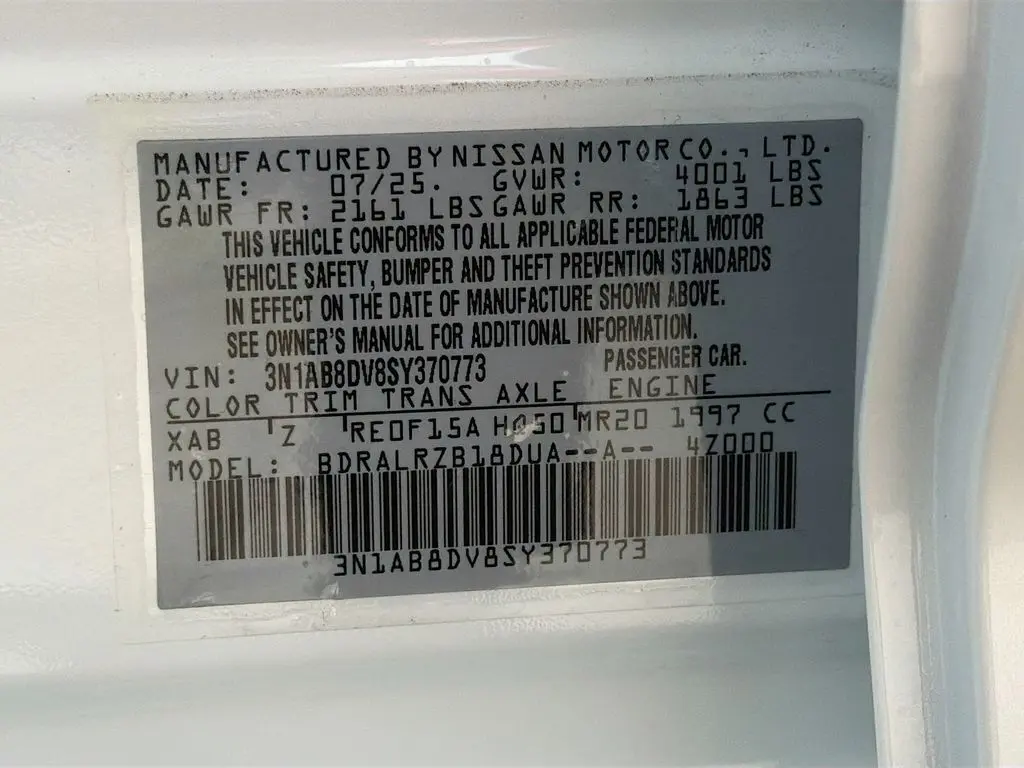 MANUFACTURED BY NISSAN MOTOR CO., LTD.
DATE: 07/25. GVWR: 4001 LBS
GAWR FR: 2161 LBS GAWR RR: 1863 LBS
THIS VEHICLE CONFORMS TO ALL APPLICABLE FEDERAL MOTOR
VEHICLE SAFETY, BUMPER AND THEFT PREVENTION STANDARDS
IN EFFECT ON THE DATE OF MANUFACTURE SHOWN ABOVE.
SEE OWNER'S MANUAL FOR ADDITIONAL INFORMATION.
VIN: 3N1AB8DV8SY370773 PASSENGER CAR.
COLOR TRIM TRANS AXLE ENGINE
XAB Z RE0F15A H050 MR20 1997 CC
MODEL: BDRALRZB18DUA--A-- 4Z000
3N1AB8DV8SY370773